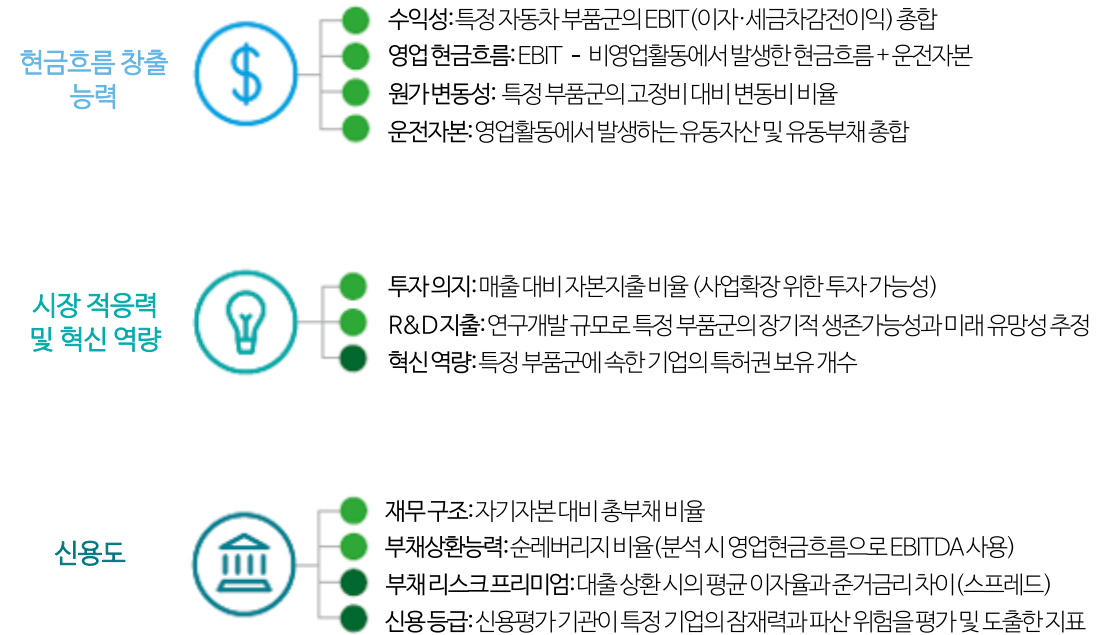 현금흐름 창출
능력
수익성: 특정 자동차 부품군의 EBIT(이자·세금차감전이익) 총합
영업 현금흐름: EBIT - 비영업활동에서 발생한 현금흐름 + 운전자본
원가 변동성: 특정 부품군의 고정비 대비 변동비 비율
운전자본: 영업활동에서 발생하는 유동자산 및 유동부채 총합
시장 적응력
및 혁신 역량
투자 의지: 매출 대비 자본지출 비율 (사업확장 위한 투자 가능성)
R&D 지출: 연구개발 규모로 특정 부품군의 장기적 생존가능성과 미래 유망성 추정
혁신 역량: 특정 부품군에 속한 기업의 특허권 보유 개수
신용도
재무 구조: 자기자본 대비 총부채 비율
부채상환능력: 순레버리지 비율(분석 시 영업현금흐름으로 EBITDA 사용)
부채 리스크 프리미엄: 대출 상환 시의 평균 이자율과 준거금리 차이(스프레드)
신용 등급: 신용평가 기관이 특정 기업의 잠재력과 파산 위험을 평가 및 도출한 지표